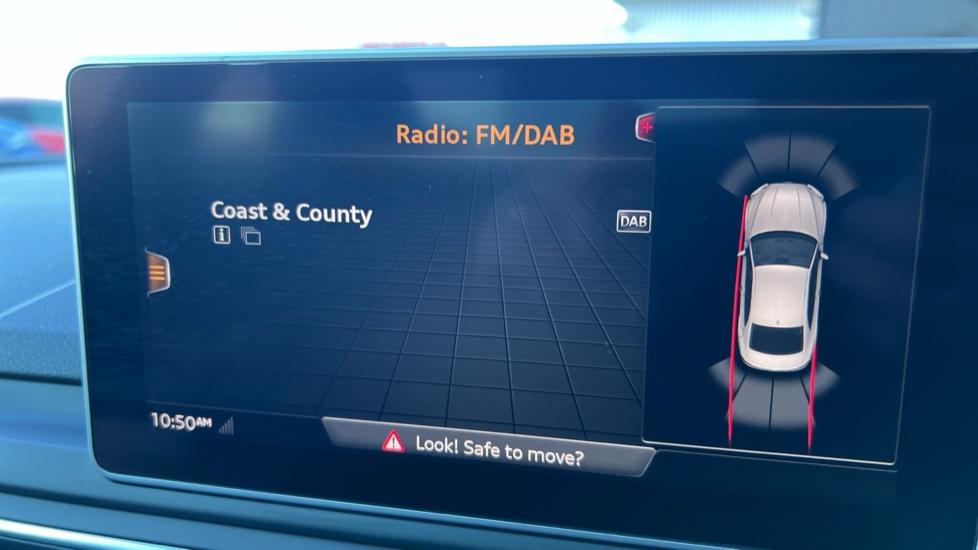 Radio: FM/DAB
Coast & County
DAB
i
10:50AM
Look! Safe to move?